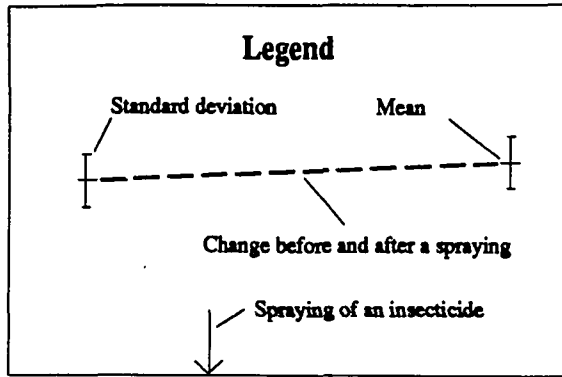 Legend
Standard deviation
Mean
Change before and after a spraying
Spraying of an insecticide